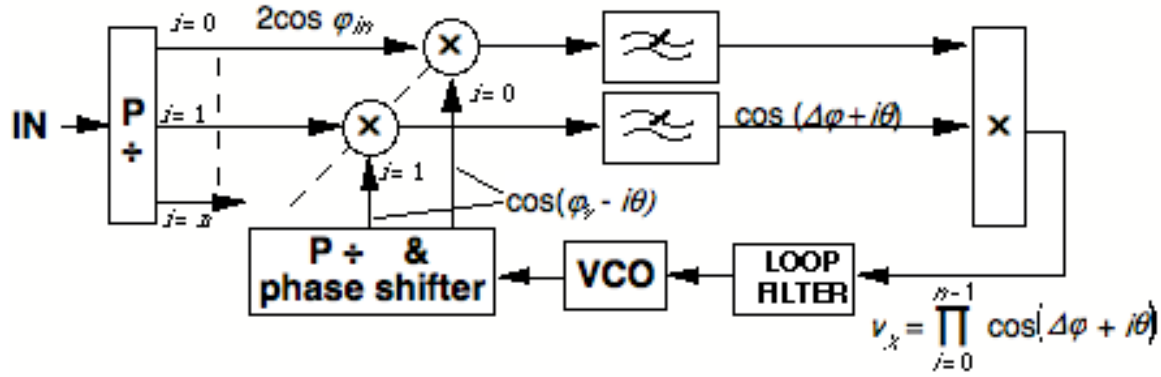 j= 0
2cos φin
IN
P
÷
j= 1
j= n
×
j= 0
×
j= 1
cos (Δφ + iθ)
×
cos(φv - iθ)
P ÷ &
phase shifter
VCO
LOOP
FILTER
n-1
vk = ∏ cos( Δφ + iθ)
i=0